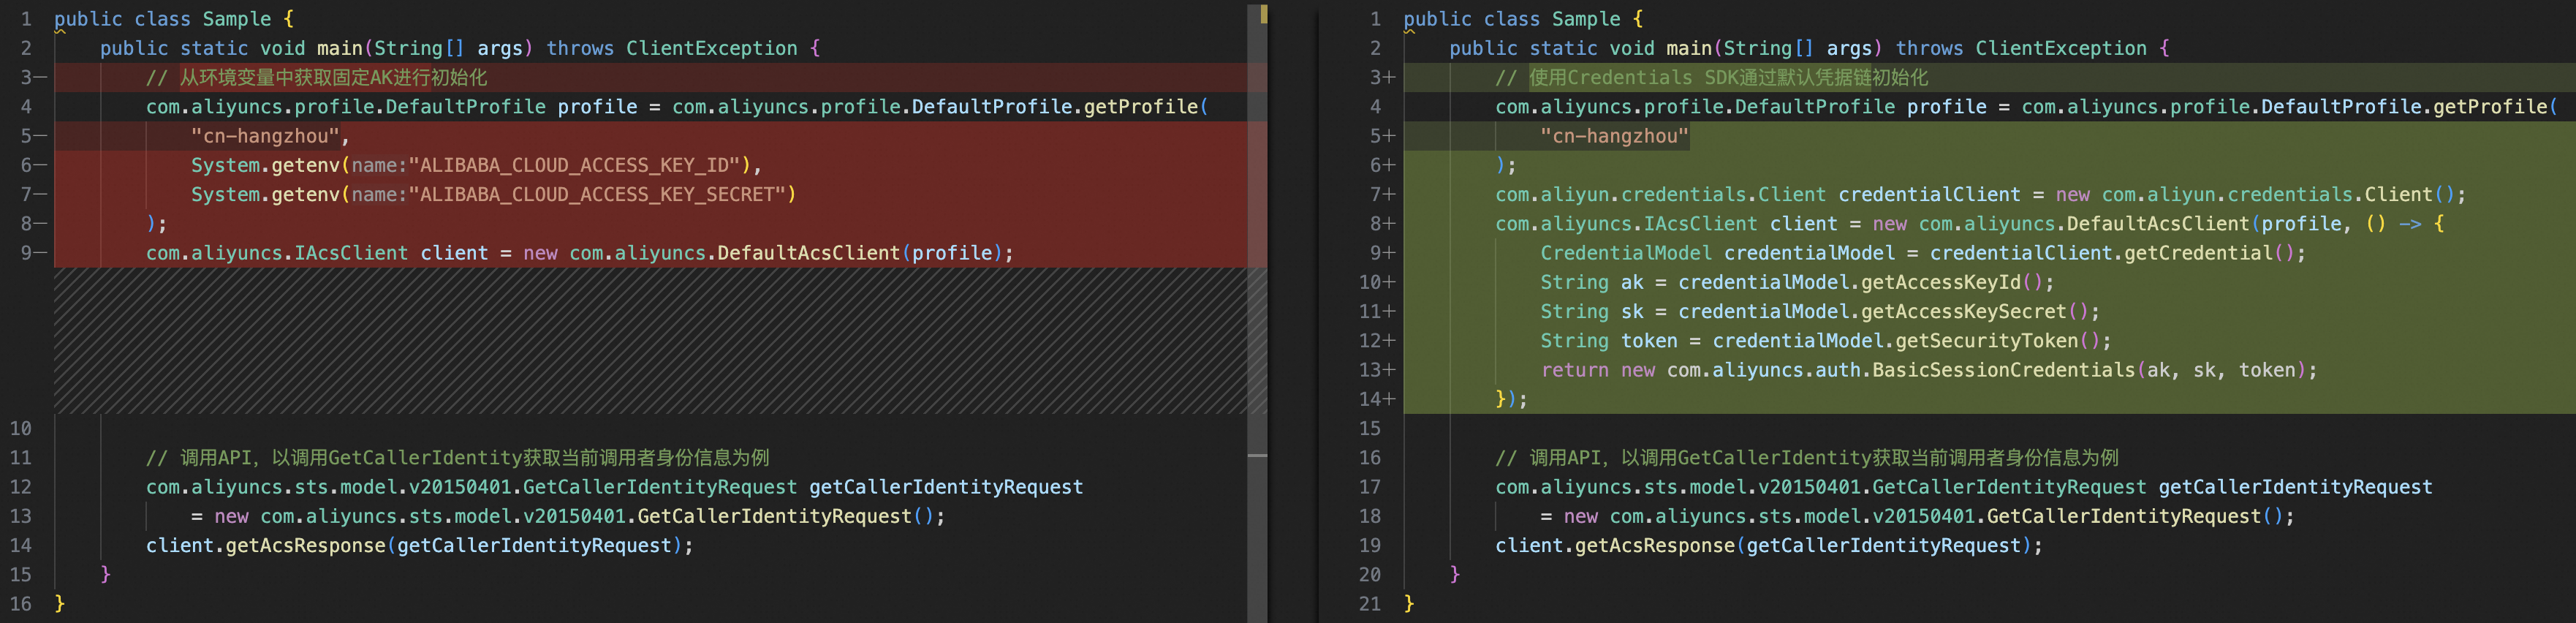 1 public class Sample {
2 public static void main(String[] args) throws ClientException {
3— // 从环境变量中获取固定AK进行初始化
4 com.aliyuncs.profile.DefaultProfile profile = com.aliyuncs.profile.DefaultProfile.getProfile(
5— "cn-hangzhou",
6— System.getenv(name:"ALIBABA_CLOUD_ACCESS_KEY_ID"),
7— System.getenv(name:"ALIBABA_CLOUD_ACCESS_KEY_SECRET")
8— );
9— com.aliyuncs.IAcsClient client = new com.aliyuncs.DefaultAcsClient(profile);
10
11 // 调用API，以调用GetCallerIdentity获取当前调用者身份信息为例
12 com.aliyuncs.sts.model.v20150401.GetCallerIdentityRequest getCallerIdentityRequest
13 = new com.aliyuncs.sts.model.v20150401.GetCallerIdentityRequest();
14 client.getAcsResponse(getCallerIdentityRequest);
15 }
16 }
1 public class Sample {
2 public static void main(String[] args) throws ClientException {
3+ // 使用Credentials SDK通过默认凭据链初始化
4 com.aliyuncs.profile.DefaultProfile profile = com.aliyuncs.profile.DefaultProfile.getProfile(
5+ "cn-hangzhou"
6+ );
7+ com.aliyun.credentials.Client credentialClient = new com.aliyun.credentials.Client();
8+ com.aliyuncs.IAcsClient client = new com.aliyuncs.DefaultAcsClient(profile, () -> {
9+ CredentialModel credentialModel = credentialClient.getCredential();
10+ String ak = credentialModel.getAccessKeyId();
11+ String sk = credentialModel.getAccessKeySecret();
12+ String token = credentialModel.getSecurityToken();
13+ return new com.aliyuncs.auth.BasicSessionCredentials(ak, sk, token);
14+ });
15
16 // 调用API，以调用GetCallerIdentity获取当前调用者身份信息为例
17 com.aliyuncs.sts.model.v20150401.GetCallerIdentityRequest getCallerIdentityRequest
18 = new com.aliyuncs.sts.model.v20150401.GetCallerIdentityRequest();
19 client.getAcsResponse(getCallerIdentityRequest);
20 }
21 }